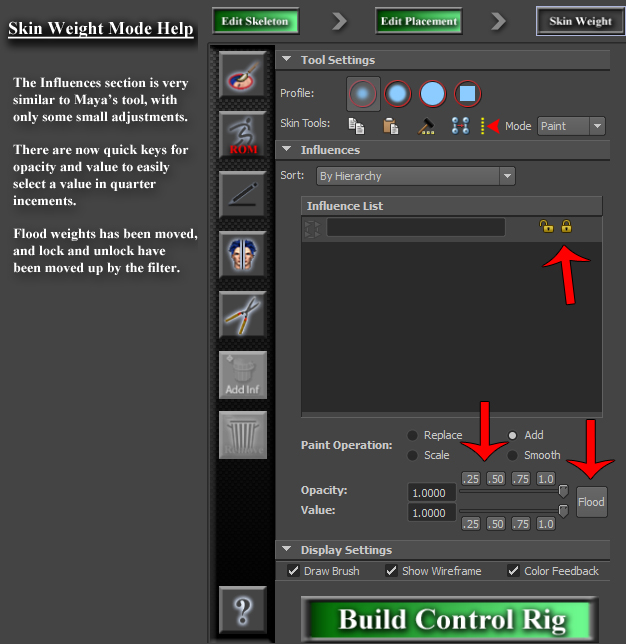 Skin Weight Mode Help
Edit Skeleton
Edit Placement
Skin Weight
The Influences section is very
similar to Maya's tool, with
only some small adjustments.
There are now quick keys for
opacity and value to easily
select a value in quarter
incements.
Flood weights has been moved,
and lock and unlock have
been moved up by the filter.
ROM
Add Inf
?
Tool Settings
Profile:
Skin Tools:
Mode Paint
Influences
Sort: By Hierarchy
Influence List
Paint Operation:
Replace Add
Scale Smooth
.25 .50 .75 1.0
Opacity: 1.0000
Value: 1.0000
Flood
.25 .50 .75 1.0
Display Settings
Draw Brush Show Wireframe Color Feedback
Build Control Rig